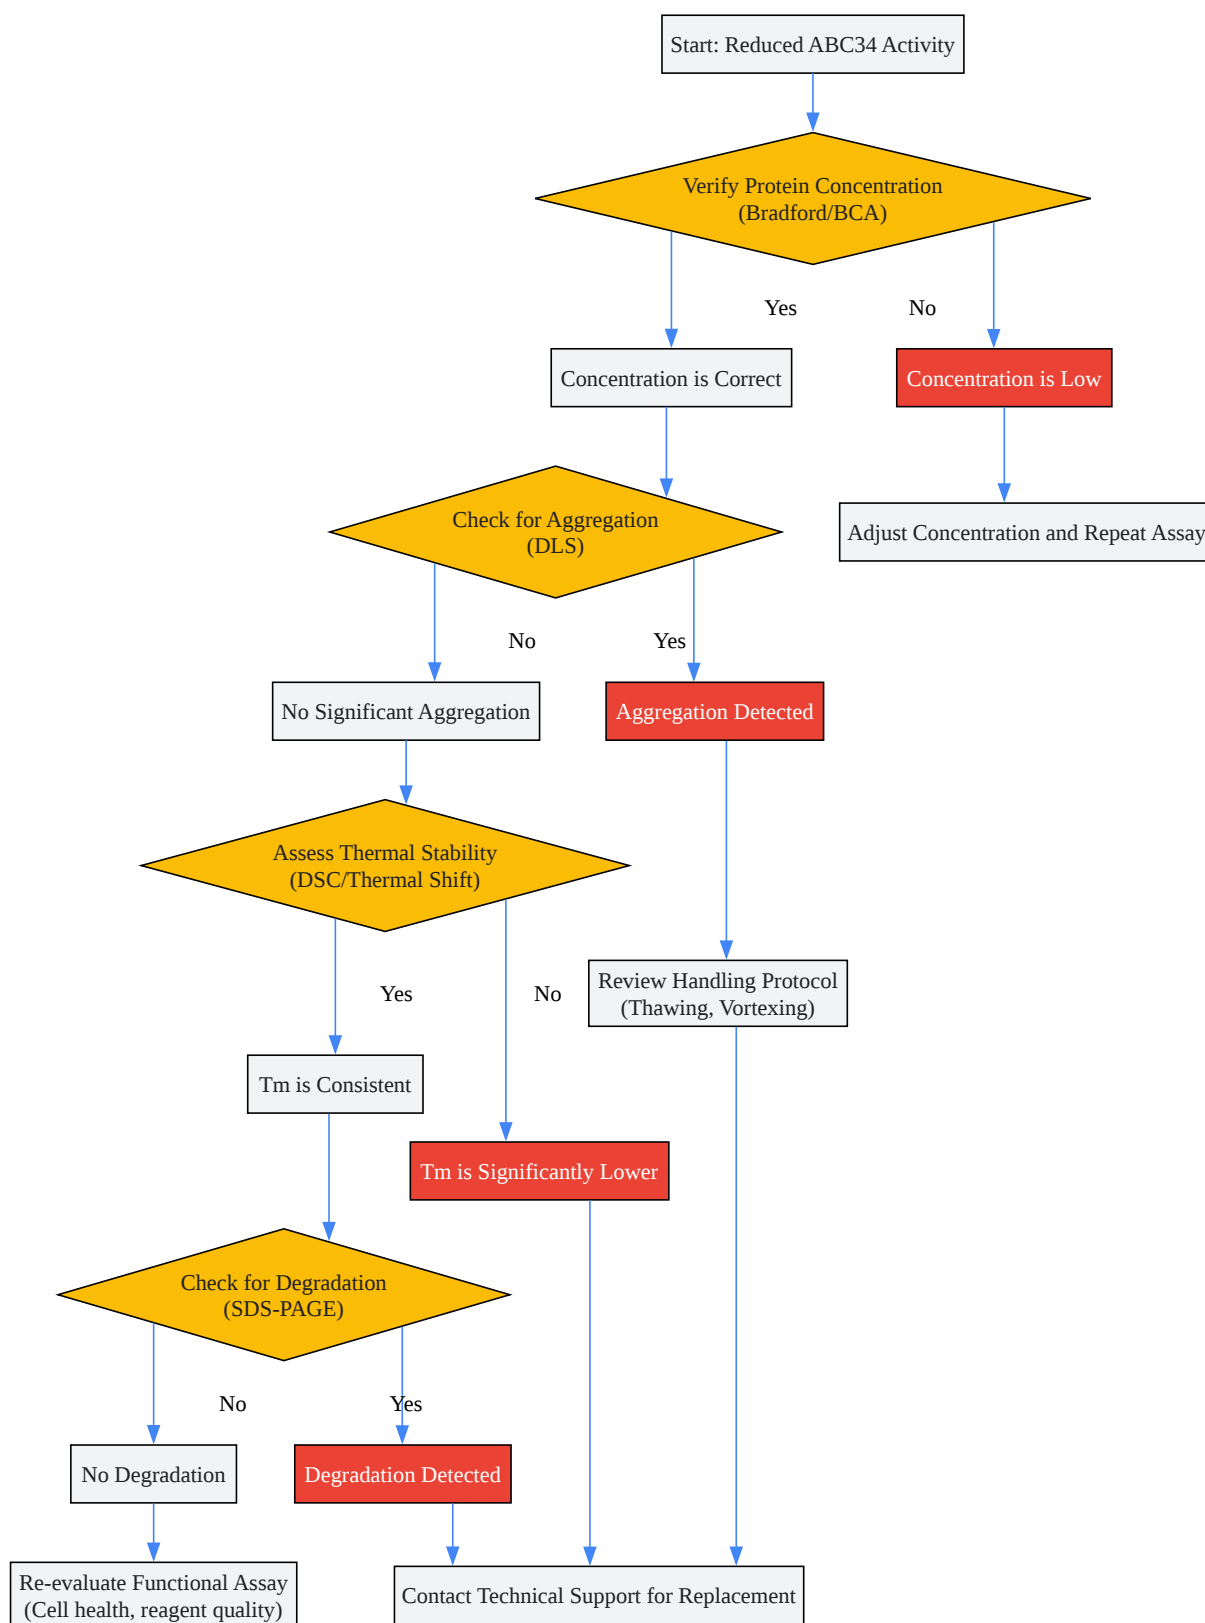 Start: Reduced ABC34 Activity
Verify Protein Concentration
(Bradford/BCA)
Yes
No
Concentration is Correct
Concentration is Low
Check for Aggregation
(DLS)
Adjust Concentration and Repeat Assay
No
Yes
No Significant Aggregation
Aggregation Detected
Assess Thermal Stability
(DSC/Thermal Shift)
Yes
No
Review Handling Protocol
(Thawing, Vortexing)
Tm is Consistent
Tm is Significantly Lower
Check for Degradation
(SDS-PAGE)
No
Yes
No Degradation
Degradation Detected
Re-evaluate Functional Assay
(Cell health, reagent quality)
Contact Technical Support for Replacement